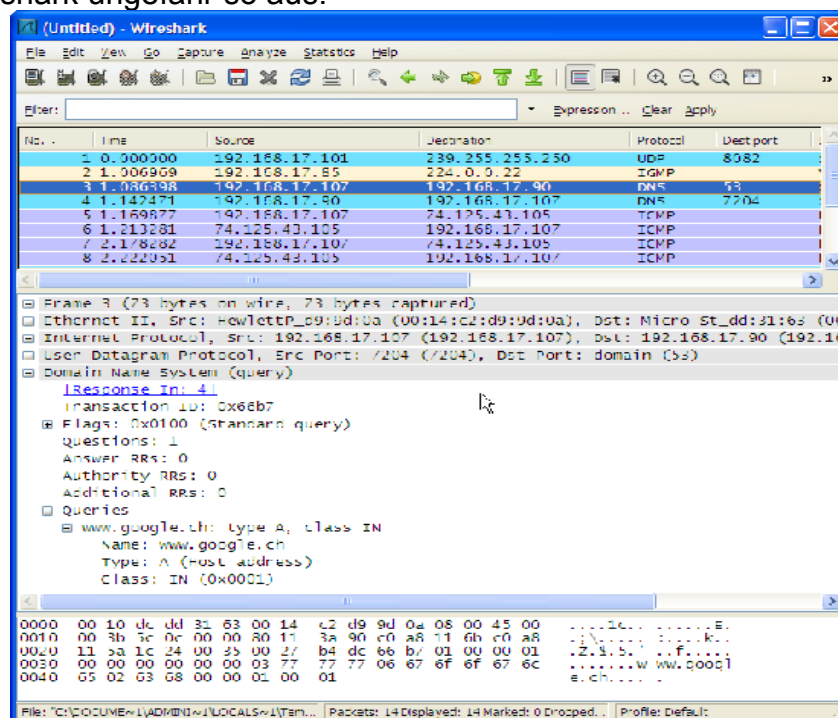 ungefähr so aus:
(Untitled) - Wireshark
File Edit View Go Capture Analyze Statistics Help
Filter: Expression... Clear Apply
No. . Time Source Destination Protocol Dest port
1 0.000000 192.168.17.101 239.255.255.250 UDP 8082
2 1.006969 192.168.17.85 224.0.0.22 IGMP
3 1.086398 192.168.17.107 192.168.17.90 DNS 53
4 1.142471 192.168.17.90 192.168.17.107 DNS 7204
5 1.169877 192.168.17.107 74.125.43.105 ICMP
6 1.213281 74.125.43.105 192.168.17.107 ICMP
7 2.178282 192.168.17.107 74.125.43.105 ICMP
8 2.222051 74.125.43.105 192.168.17.107 ICMP
Frame 3 (73 bytes on wire, 73 bytes captured)
Ethernet II, Src: HewlettP_d9:9d:0a (00:14:c2:d9:9d:0a), Dst: Micro-St_dd:31:63
Internet Protocol, Src: 192.168.17.107 (192.168.17.107), Dst: 192.168.17.90
User Datagram Protocol, Src Port: 7204 (7204), Dst Port: domain (53)
Domain Name System (query)
[Response In: 4]
Transaction ID: 0x66b7
Flags: 0x0100 (Standard query)
Questions: 1
Answer RRs: 0
Authority RRs: 0
Additional RRs: 0
Queries
www.google.ch: type A, class IN
Name: www.google.ch
Type: A (Host address)
Class: IN (0x0001)
0000 00 10 dc dd 31 63 00 14 c2 d9 9d 0a 08 00 45 00 ....1c.. ......E.
0010 00 3b 5c 0c 00 00 80 11 3a 90 c0 a8 11 6b c0 a8 .;\..... :....k..
0020 11 5a 1c 24 00 35 00 27 b4 dc 66 b7 01 00 00 01 .Z.$.5.' ..f.....
0030 00 00 00 00 00 00 03 77 77 77 06 67 6f 6f 67 6c .......w ww.googl
0040 65 02 63 68 00 00 01 00 01 e.ch.... .
File: "C:\DOCUME~1\ADMINI~1\LOCALS~1\Tem... Packets: 14 Displayed: 14 Marked: 0 Dropped... Profile: Default